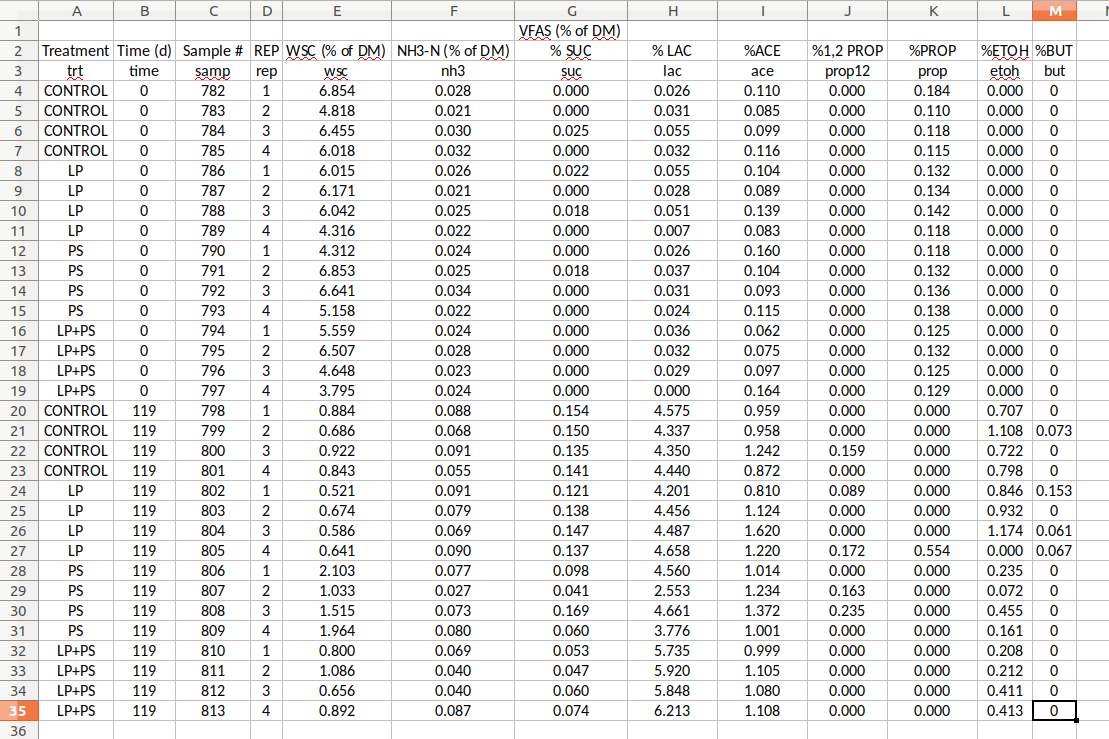 A B C D E F G H I J K L M
1 VFAS (% of DM)
2 Treatment Time (d) Sample # REP WSC (% of DM) NH3-N (% of DM) % SUC % LAC %ACE %1,2 PROP %PROP %ETOH %BUT
3 trt time samp rep wsc nh3 suc lac ace prop12 prop etoh but
4 CONTROL 0 782 1 6.854 0.028 0.000 0.026 0.110 0.000 0.184 0.000 0
5 CONTROL 0 783 2 4.818 0.021 0.000 0.031 0.085 0.000 0.110 0.000 0
6 CONTROL 0 784 3 6.455 0.030 0.025 0.055 0.099 0.000 0.118 0.000 0
7 CONTROL 0 785 4 6.018 0.032 0.000 0.032 0.116 0.000 0.115 0.000 0
8 LP 0 786 1 6.015 0.026 0.022 0.055 0.104 0.000 0.132 0.000 0
9 LP 0 787 2 6.171 0.021 0.000 0.028 0.089 0.000 0.134 0.000 0
10 LP 0 788 3 6.042 0.025 0.018 0.051 0.139 0.000 0.142 0.000 0
11 LP 0 789 4 4.316 0.022 0.000 0.007 0.083 0.000 0.118 0.000 0
12 PS 0 790 1 4.312 0.024 0.000 0.026 0.160 0.000 0.118 0.000 0
13 PS 0 791 2 6.853 0.025 0.018 0.037 0.104 0.000 0.132 0.000 0
14 PS 0 792 3 6.641 0.034 0.000 0.031 0.093 0.000 0.136 0.000 0
15 PS 0 793 4 5.158 0.022 0.000 0.024 0.115 0.000 0.138 0.000 0
16 LP+PS 0 794 1 5.559 0.024 0.000 0.036 0.062 0.000 0.125 0.000 0
17 LP+PS 0 795 2 6.507 0.028 0.000 0.032 0.075 0.000 0.132 0.000 0
18 LP+PS 0 796 3 4.648 0.023 0.000 0.029 0.097 0.000 0.125 0.000 0
19 LP+PS 0 797 4 3.795 0.024 0.000 0.000 0.164 0.000 0.129 0.000 0
20 CONTROL 119 798 1 0.884 0.088 0.154 4.575 0.959 0.000 0.000 0.707 0
21 CONTROL 119 799 2 0.686 0.068 0.150 4.337 0.958 0.000 0.000 1.108 0.073
22 CONTROL 119 800 3 0.922 0.091 0.135 4.350 1.242 0.159 0.000 0.722 0
23 CONTROL 119 801 4 0.843 0.055 0.141 4.440 0.872 0.000 0.000 0.798 0
24 LP 119 802 1 0.521 0.091 0.121 4.201 0.810 0.089 0.000 0.846 0.153
25 LP 119 803 2 0.674 0.079 0.138 4.456 1.124 0.000 0.000 0.932 0
26 LP 119 804 3 0.586 0.069 0.147 4.487 1.620 0.000 0.000 1.174 0.061
27 LP 119 805 4 0.641 0.090 0.137 4.658 1.220 0.172 0.554 0.000 0.067
28 PS 119 806 1 2.103 0.077 0.098 4.560 1.014 0.000 0.000 0.235 0
29 PS 119 807 2 1.033 0.027 0.041 2.553 1.234 0.163 0.000 0.072 0
30 PS 119 808 3 1.515 0.073 0.169 4.661 1.372 0.235 0.000 0.455 0
31 PS 119 809 4 1.964 0.080 0.060 3.776 1.001 0.000 0.000 0.161 0
32 LP+PS 119 810 1 0.800 0.069 0.053 5.735 0.999 0.000 0.000 0.208 0
33 LP+PS 119 811 2 1.086 0.040 0.047 5.920 1.105 0.000 0.000 0.212 0
34 LP+PS 119 812 3 0.656 0.040 0.060 5.848 1.080 0.000 0.000 0.411 0
35 LP+PS 119 813 4 0.892 0.087 0.074 6.213 1.108 0.000 0.000 0.413 0
36